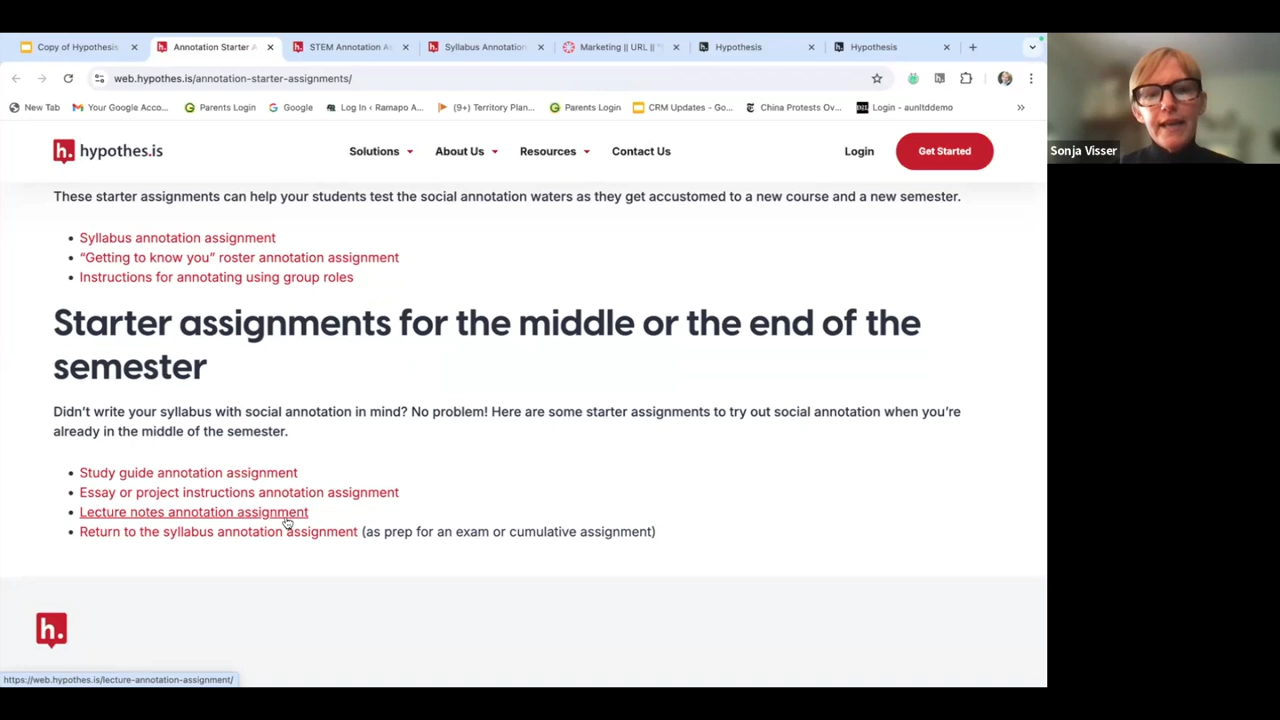 Copy of Hypothesis
Annotation Starter A
STEM Annotation As
Syllabus Annotation
Marketing || URL || "
Hypothesis
Hypothesis
web.hypothes.is/annotation-starter-assignments/
New Tab
Your Google Acco...
Parents Login
Google
Log In ‹ Ramapo A...
(9+) Territory Plan...
Parents Login
CRM Updates - Go...
China Protests Ov...
Login - aunltddemo
h. hypothes.is
Solutions
About Us
Resources
Contact Us
Login
Get Started
Sonja Visser
These starter assignments can help your students test the social annotation waters as they get accustomed to a new course and a new semester.
• Syllabus annotation assignment
• “Getting to know you” roster annotation assignment
• Instructions for annotating using group roles
Starter assignments for the middle or the end of the
semester
Didn’t write your syllabus with social annotation in mind? No problem! Here are some starter assignments to try out social annotation when you’re
already in the middle of the semester.
• Study guide annotation assignment
• Essay or project instructions annotation assignment
• Lecture notes annotation assignment
• Return to the syllabus annotation assignment (as prep for an exam or cumulative assignment)
h.
https://web.hypothes.is/lecture-annotation-assignment/